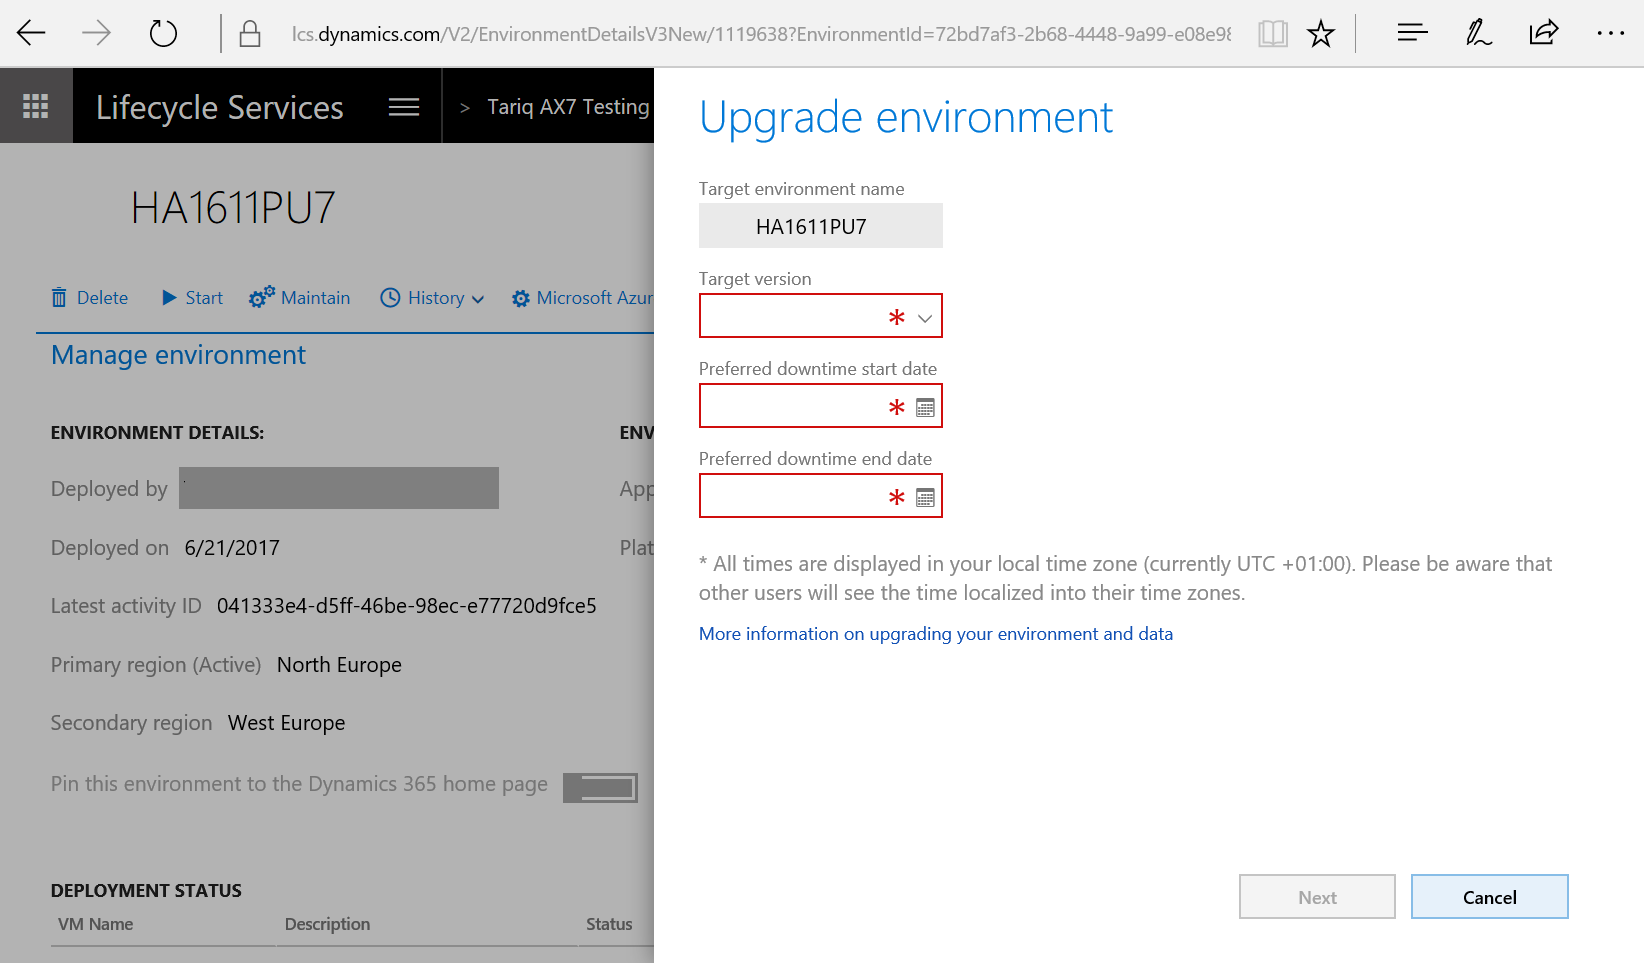 lcs.dynamics.com/V2/EnvironmentDetailsV3New/1119638?EnvironmentId=72bd7af3-2b68-4448-9a99-e08e98
Lifecycle Services
> Tariq AX7 Testing
HA1611PU7
Delete
Start
Maintain
History
Microsoft Azur
Manage environment
ENVIRONMENT DETAILS:
ENV
Deployed by
App
Deployed on 6/21/2017
Plat
Latest activity ID 041333e4-d5ff-46be-98ec-e77720d9fce5
Primary region (Active) North Europe
Secondary region West Europe
Pin this environment to the Dynamics 365 home page
DEPLOYMENT STATUS
VM Name Description Status
Upgrade environment
Target environment name
HA1611PU7
Target version
*
Preferred downtime start date
*
Preferred downtime end date
*
* All times are displayed in your local time zone (currently UTC +01:00). Please be aware that
other users will see the time localized into their time zones.
More information on upgrading your environment and data
Next
Cancel